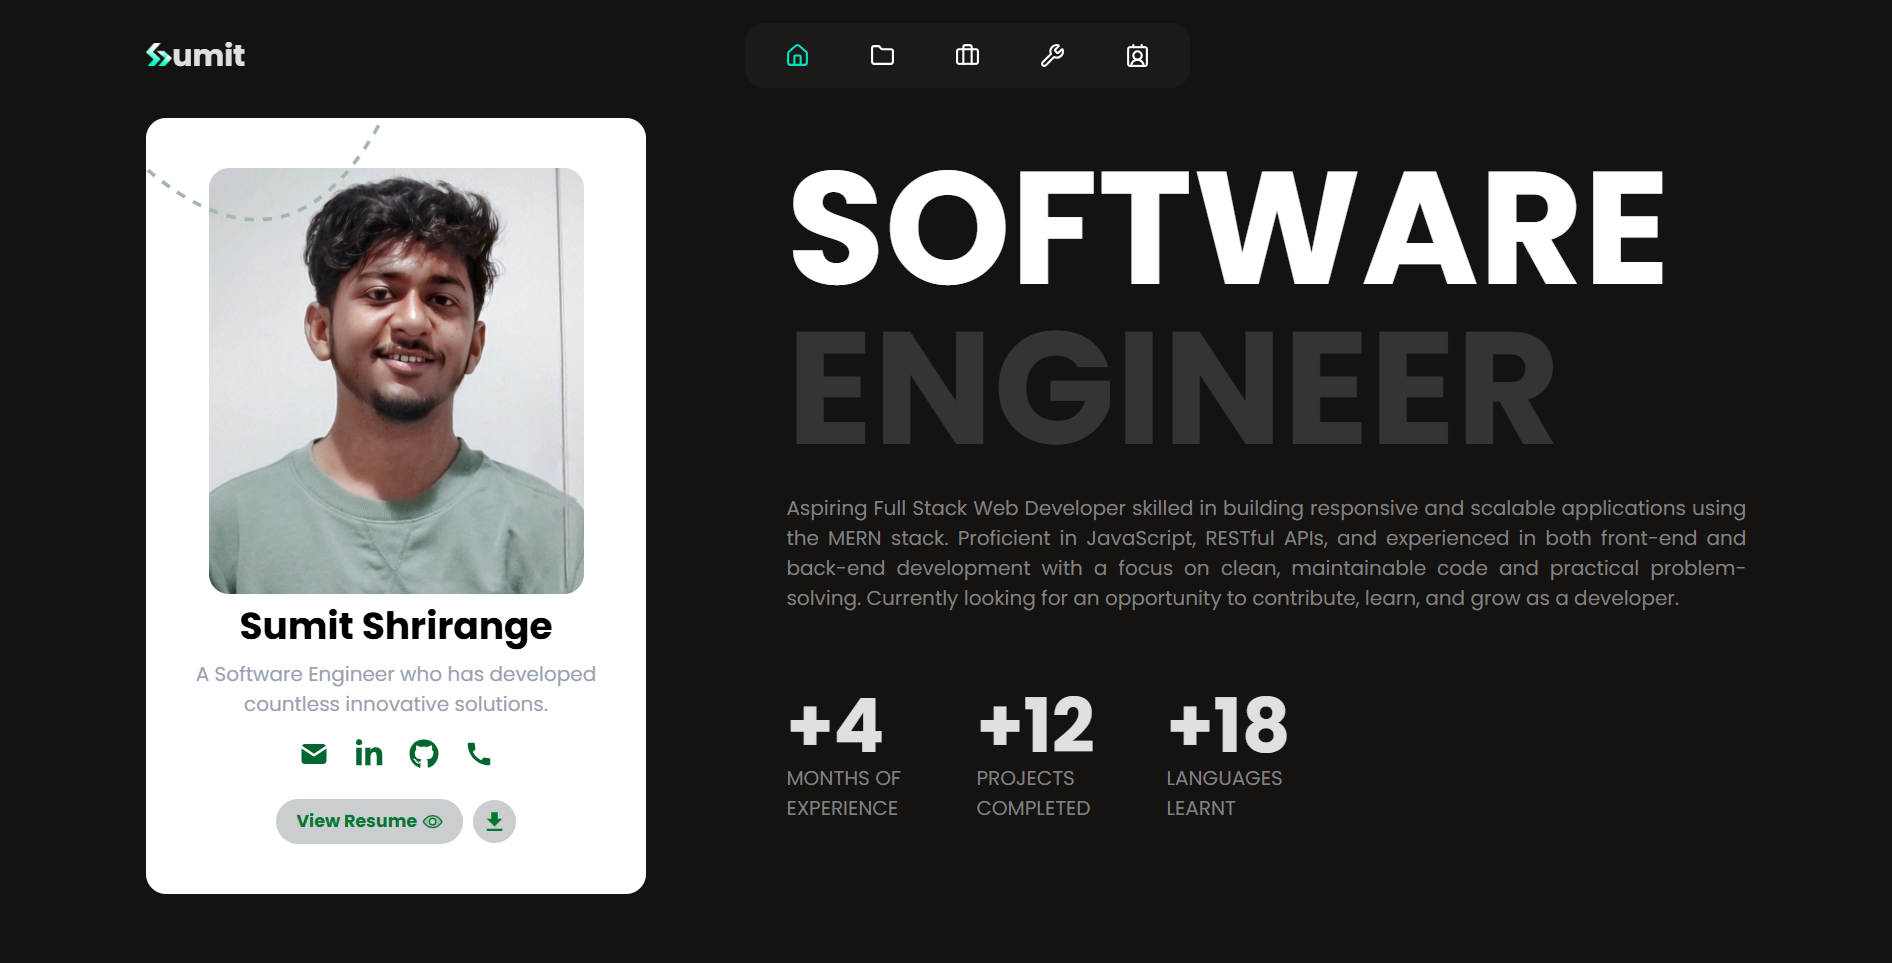 Sumit
SOFTWARE
ENGINEER
Sumit Shrirange
A Software Engineer who has developed
countless innovative solutions.
View Resume
Aspiring Full Stack Web Developer skilled in building responsive and scalable applications using
the MERN stack. Proficient in JavaScript, RESTful APIs, and experienced in both front-end and
back-end development with a focus on clean, maintainable code and practical problem-
solving. Currently looking for an opportunity to contribute, learn, and grow as a developer.
+4
MONTHS OF
EXPERIENCE
+12
PROJECTS
COMPLETED
+18
LANGUAGES
LEARNT